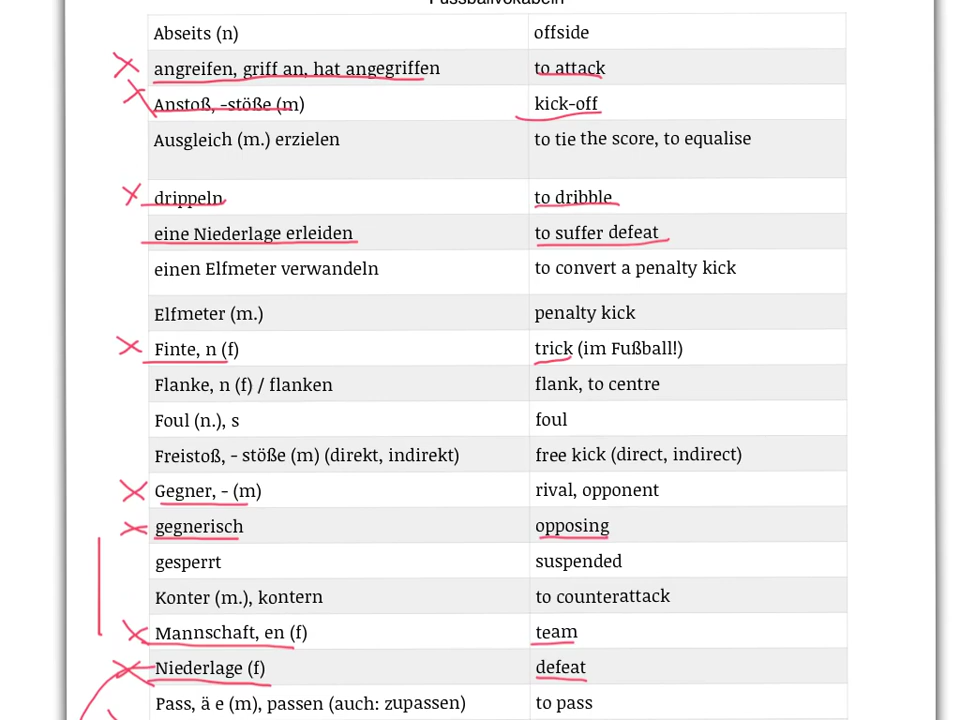 Fussballvokabeln
Abseits (n) offside
angreifen, griff an, hat angegriffen to attack
Anstoß, -stöße (m) kick-off
Ausgleich (m.) erzielen to tie the score, to equalise
drippeln to dribble
eine Niederlage erleiden to suffer defeat
einen Elfmeter verwandeln to convert a penalty kick
Elfmeter (m.) penalty kick
Finte, n (f) trick (im Fußball!)
Flanke, n (f) / flanken flank, to centre
Foul (n.), s foul
Freistoß, - stöße (m) (direkt, indirekt) free kick (direct, indirect)
Gegner, - (m) rival, opponent
gegnerisch opposing
gesperrt suspended
Konter (m.), kontern to counterattack
Mannschaft, en (f) team
Niederlage (f) defeat
Pass, ä e (m), passen (auch: zupassen) to pass